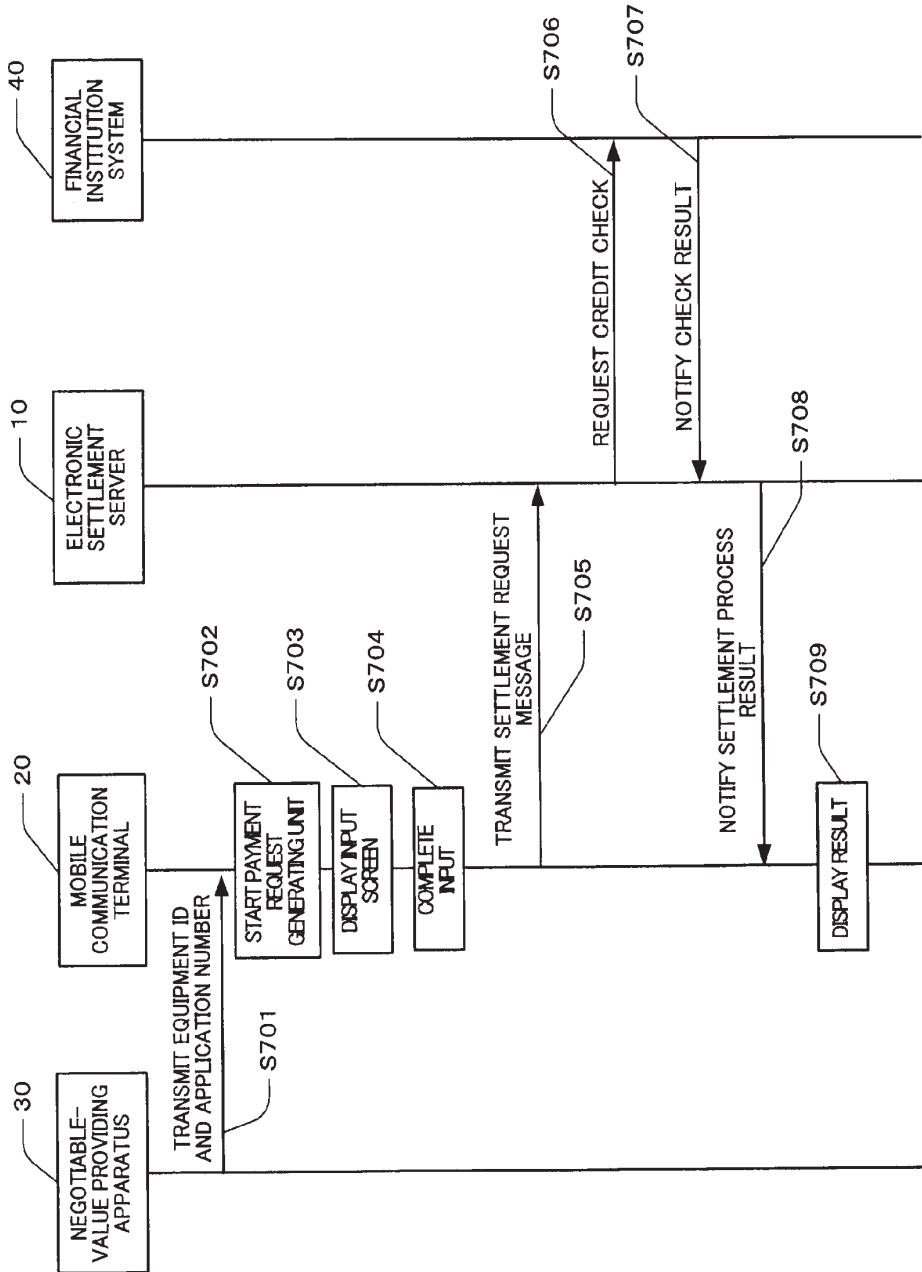 30
NEGOTIABLE-
VALUE PROVIDING
APPARATUS
20
MOBILE
COMMUNICATION
TERMINAL
10
ELECTRONIC
SETTLEMENT
SERVER
40
FINANCIAL
INSTITUTION
SYSTEM
TRANSMIT EQUIPMENT ID
AND APPLICATION NUMBER
S701
START PAYMENT
REQUEST
GENERATING UNIT
S702
DISPLAY INPUT
SCREEN
S703
COMPLETE
INPUT
S704
TRANSMIT SETTLEMENT REQUEST
MESSAGE
S705
REQUEST CREDIT CHECK
S706
NOTIFY CHECK RESULT
S707
NOTIFY SETTLEMENT PROCESS
RESULT
S708
DISPLAY RESULT
S709